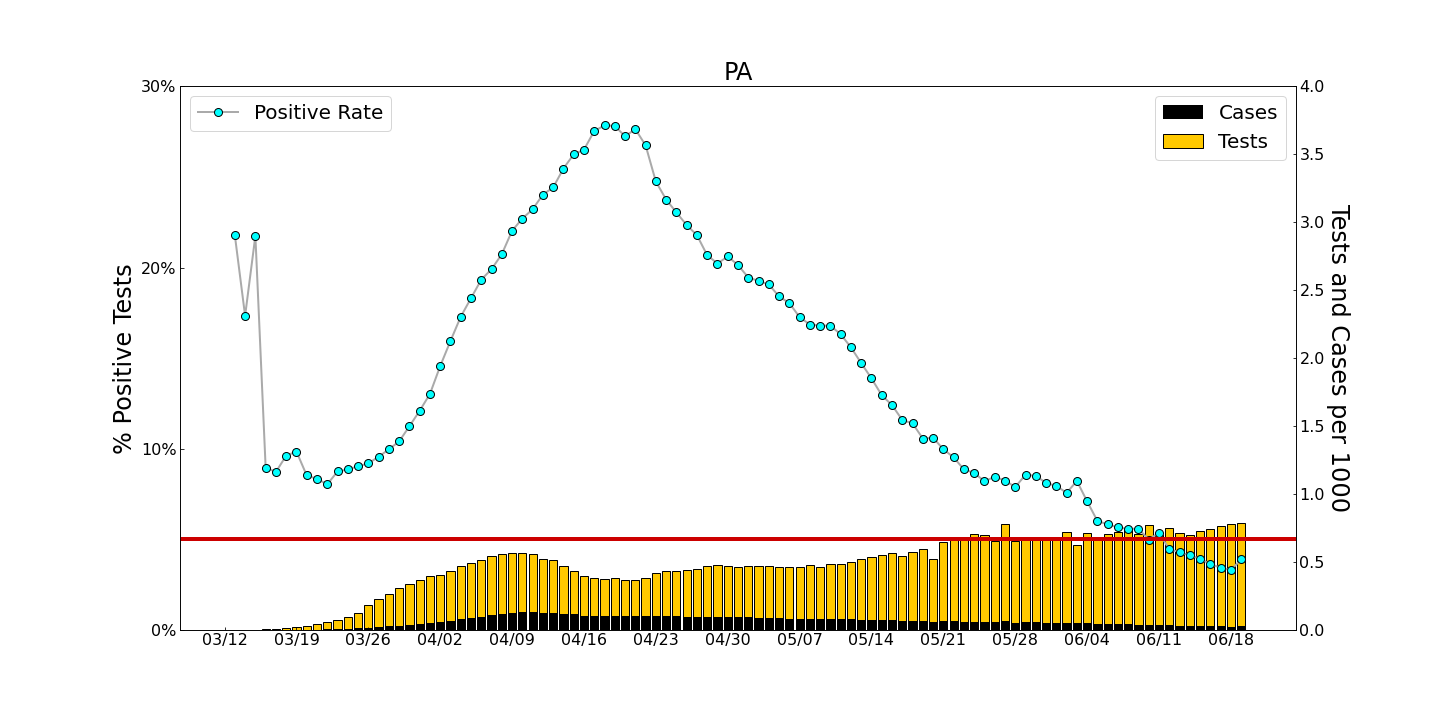 PA
30%
20%
10%
0%
% Positive Tests
Positive Rate
Cases
Tests
4.0
3.5
3.0
2.5
2.0
1.5
1.0
0.5
0.0
Tests and Cases per 1000
03/12 03/19 03/26 04/02 04/09 04/16 04/23 04/30 05/07 05/14 05/21 05/28 06/04 06/11 06/18